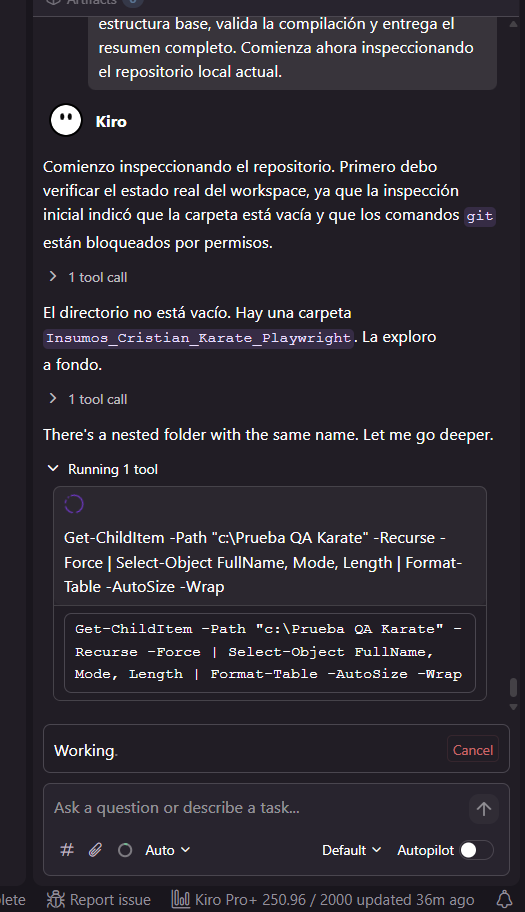 Artifacts
estructura base, valida la compilación y entrega el
resumen completo. Comienza ahora inspeccionando
el repositorio local actual.
Kiro
Comienzo inspeccionando el repositorio. Primero debo
verificar el estado real del workspace, ya que la inspección
inicial indicó que la carpeta está vacía y que los comandos git
están bloqueados por permisos.
1 tool call
El directorio no está vacío. Hay una carpeta
Insumos_Cristian_Karate_Playwright. La exploro
a fondo.
1 tool call
There's a nested folder with the same name. Let me go deeper.
Running 1 tool
Get-ChildItem -Path "c:\Prueba QA Karate" -Recurse -
Force | Select-Object FullName, Mode, Length | Format-
Table -AutoSize -Wrap
Get-ChildItem -Path "c:\Prueba QA Karate" -
Recurse -Force | Select-Object FullName,
Mode, Length | Format-Table -AutoSize -Wrap
Working.
Cancel
Ask a question or describe a task...
Auto
Default
Autopilot
lete
Report issue
Kiro Pro+ 250.96 / 2000 updated 36m ago